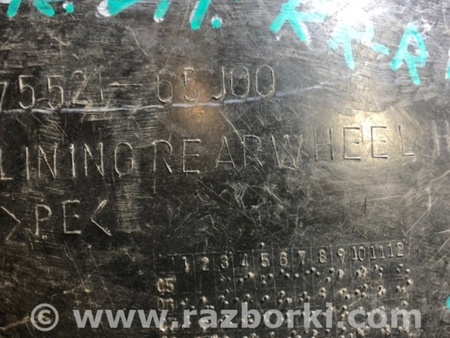 75521-65J00
LINING REAR WHEEL H
>PE<
1 2 3 4 5 6 7 8 9 10 11 12
05
© www.razborki.com